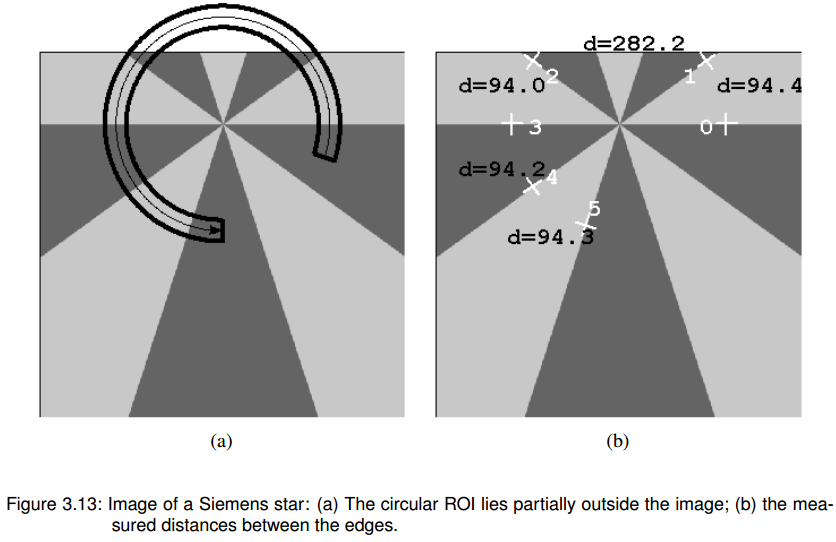 d=282.2
d=94.0
2
1
d=94.4
3
0
d=94.2
4
5
d=94.3
(a)
(b)
Figure 3.13: Image of a Siemens star: (a) The circular ROI lies partially outside the image; (b) the mea-
sured distances between the edges.